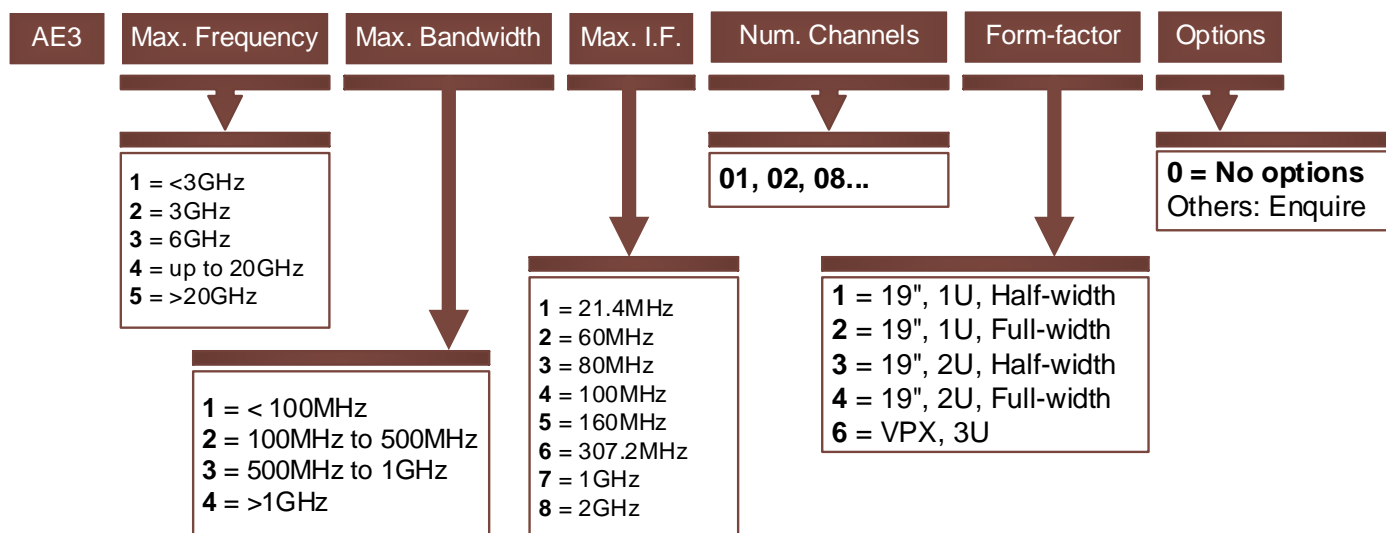 AE3
Max. Frequency
Max. Bandwidth
Max. I.F.
Num. Channels
Form-factor
Options
1 = <3GHz
2 = 3GHz
3 = 6GHz
4 = up to 20GHz
5 = >20GHz
1 = < 100MHz
2 = 100MHz to 500MHz
3 = 500MHz to 1GHz
4 = >1GHz
1 = 21.4MHz
2 = 60MHz
3 = 80MHz
4 = 100MHz
5 = 160MHz
6 = 307.2MHz
7 = 1GHz
8 = 2GHz
01, 02, 08...
1 = 19", 1U, Half-width
2 = 19", 1U, Full-width
3 = 19", 2U, Half-width
4 = 19", 2U, Full-width
6 = VPX, 3U
0 = No options
Others: Enquire